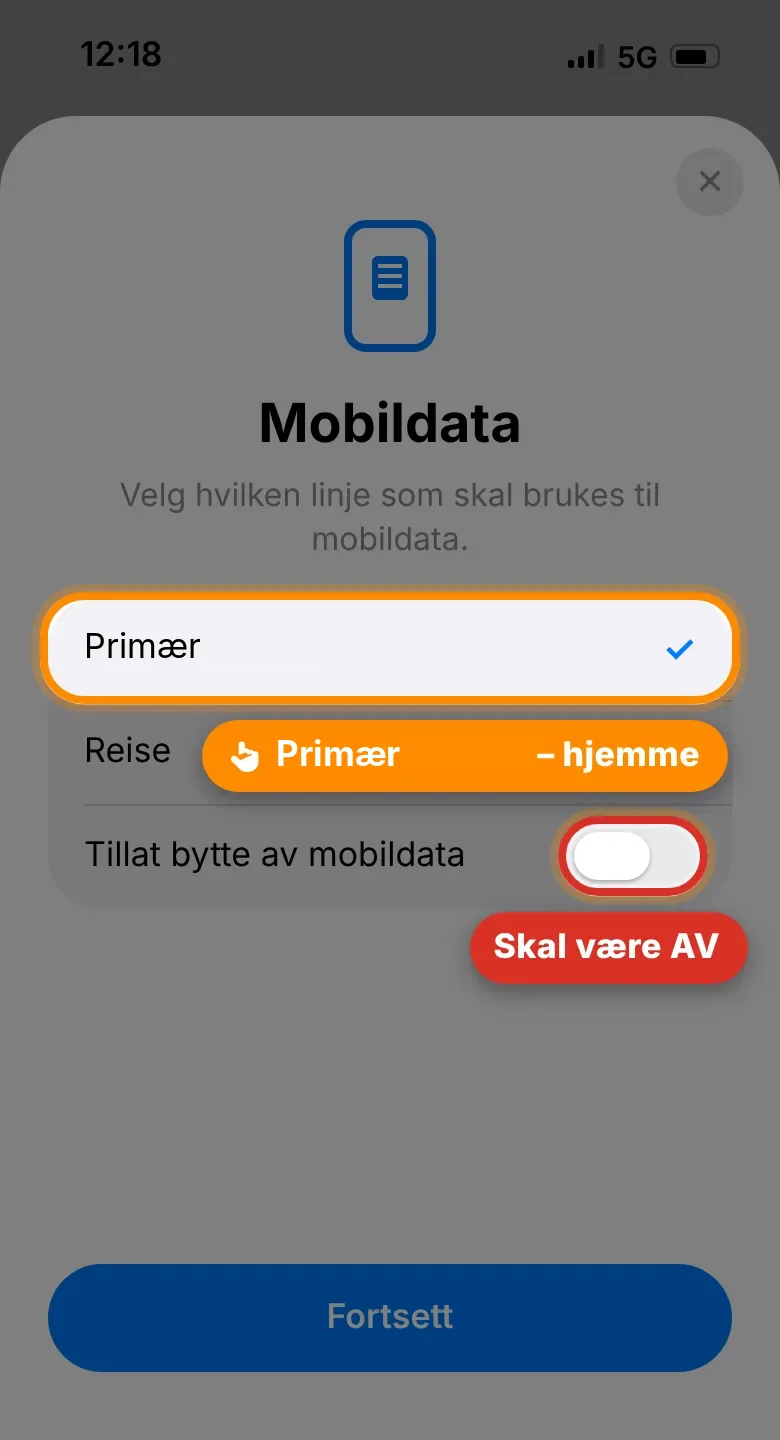 12:18
5G
Mobildata
Velg hvilken linje som skal brukes til
mobildata.
Primær
Reise
Primær – hjemme
Tillat bytte av mobildata
Skal være AV
Fortsett